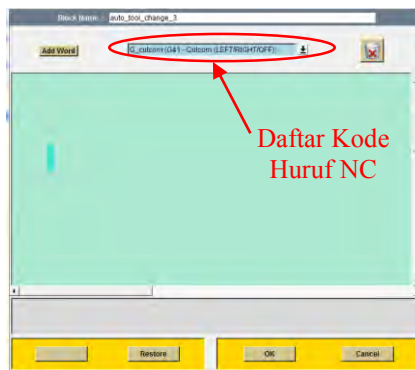 Block Name: auto_tool_change_3
Add Word
G_cutcom (G41 - Cutcom (LEFT/RIGHT/OFF))
Daftar Kode
Huruf NC
Restore
OK
Cancel